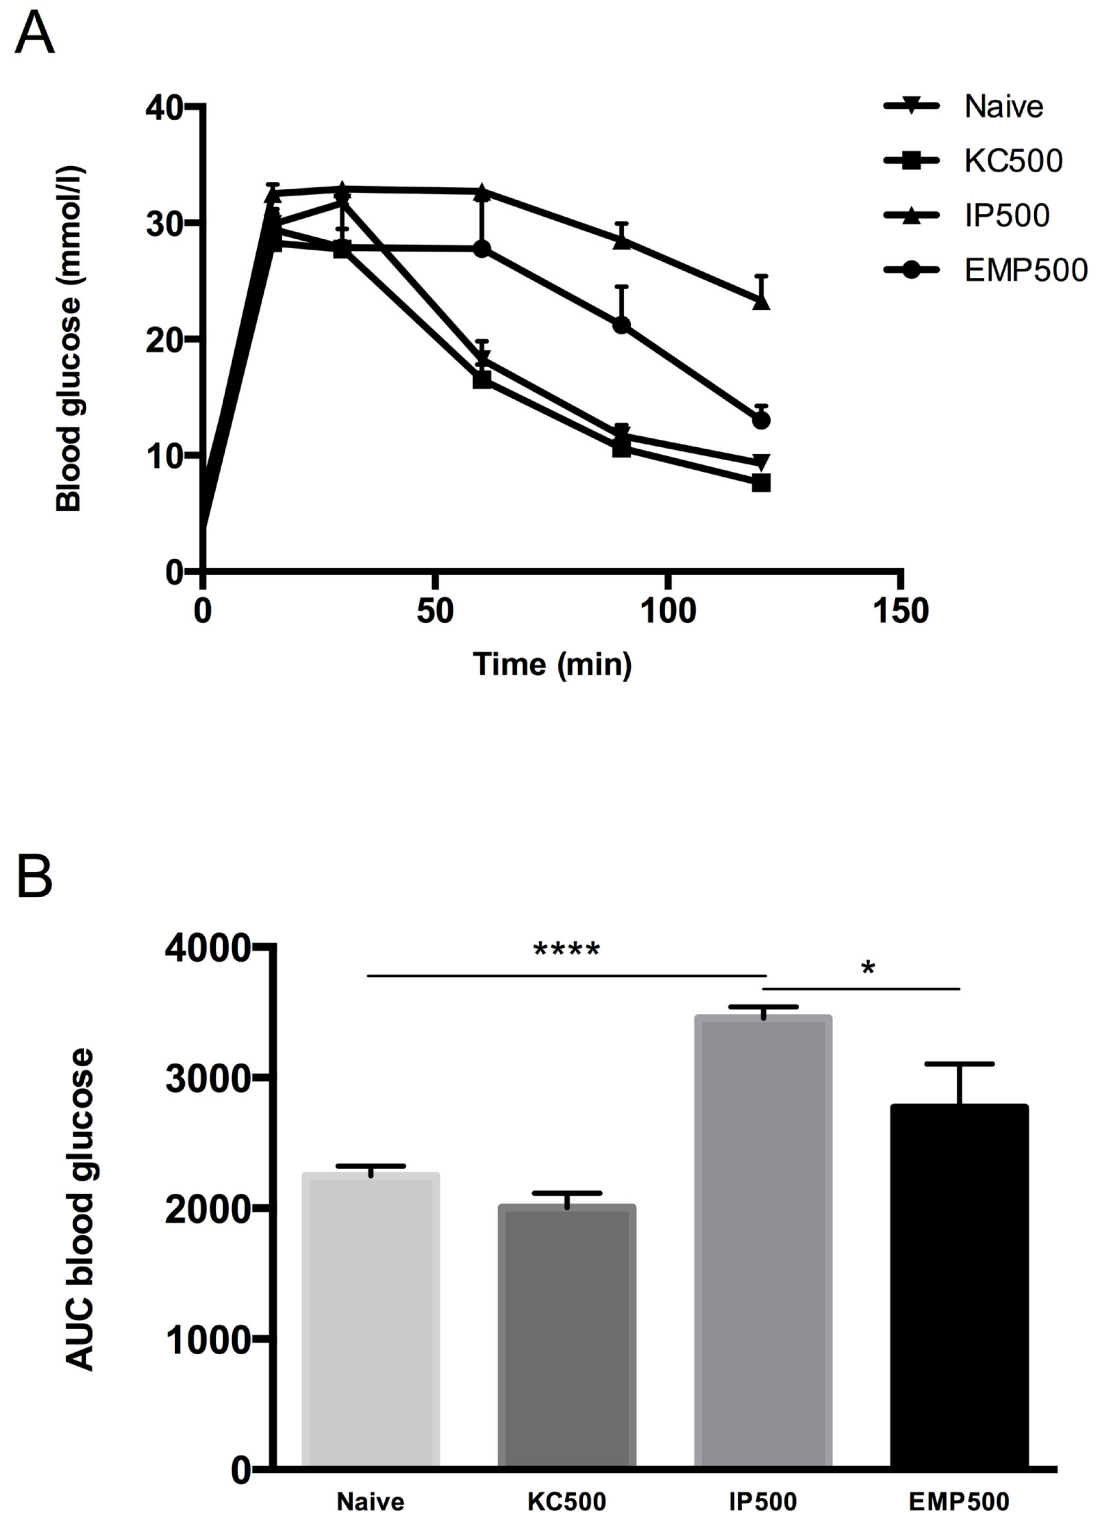 A
40
30
20
10
0
Blood glucose (mmol/l)
0 50 100 150
Time (min)
Naive
KC500
IP500
EMP500
B
4000
3000
2000
1000
0
AUC blood glucose
****
*
Naive KC500 IP500 EMP500